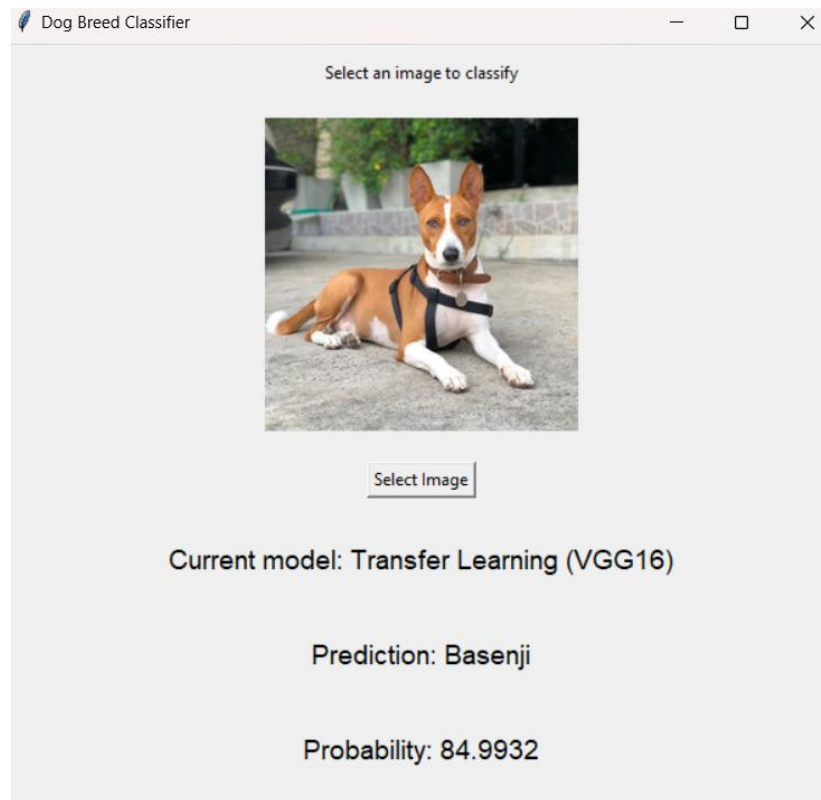 Dog Breed Classifier
Select an image to classify
Select Image
Current model: Transfer Learning (VGG16)
Prediction: Basenji
Probability: 84.9932